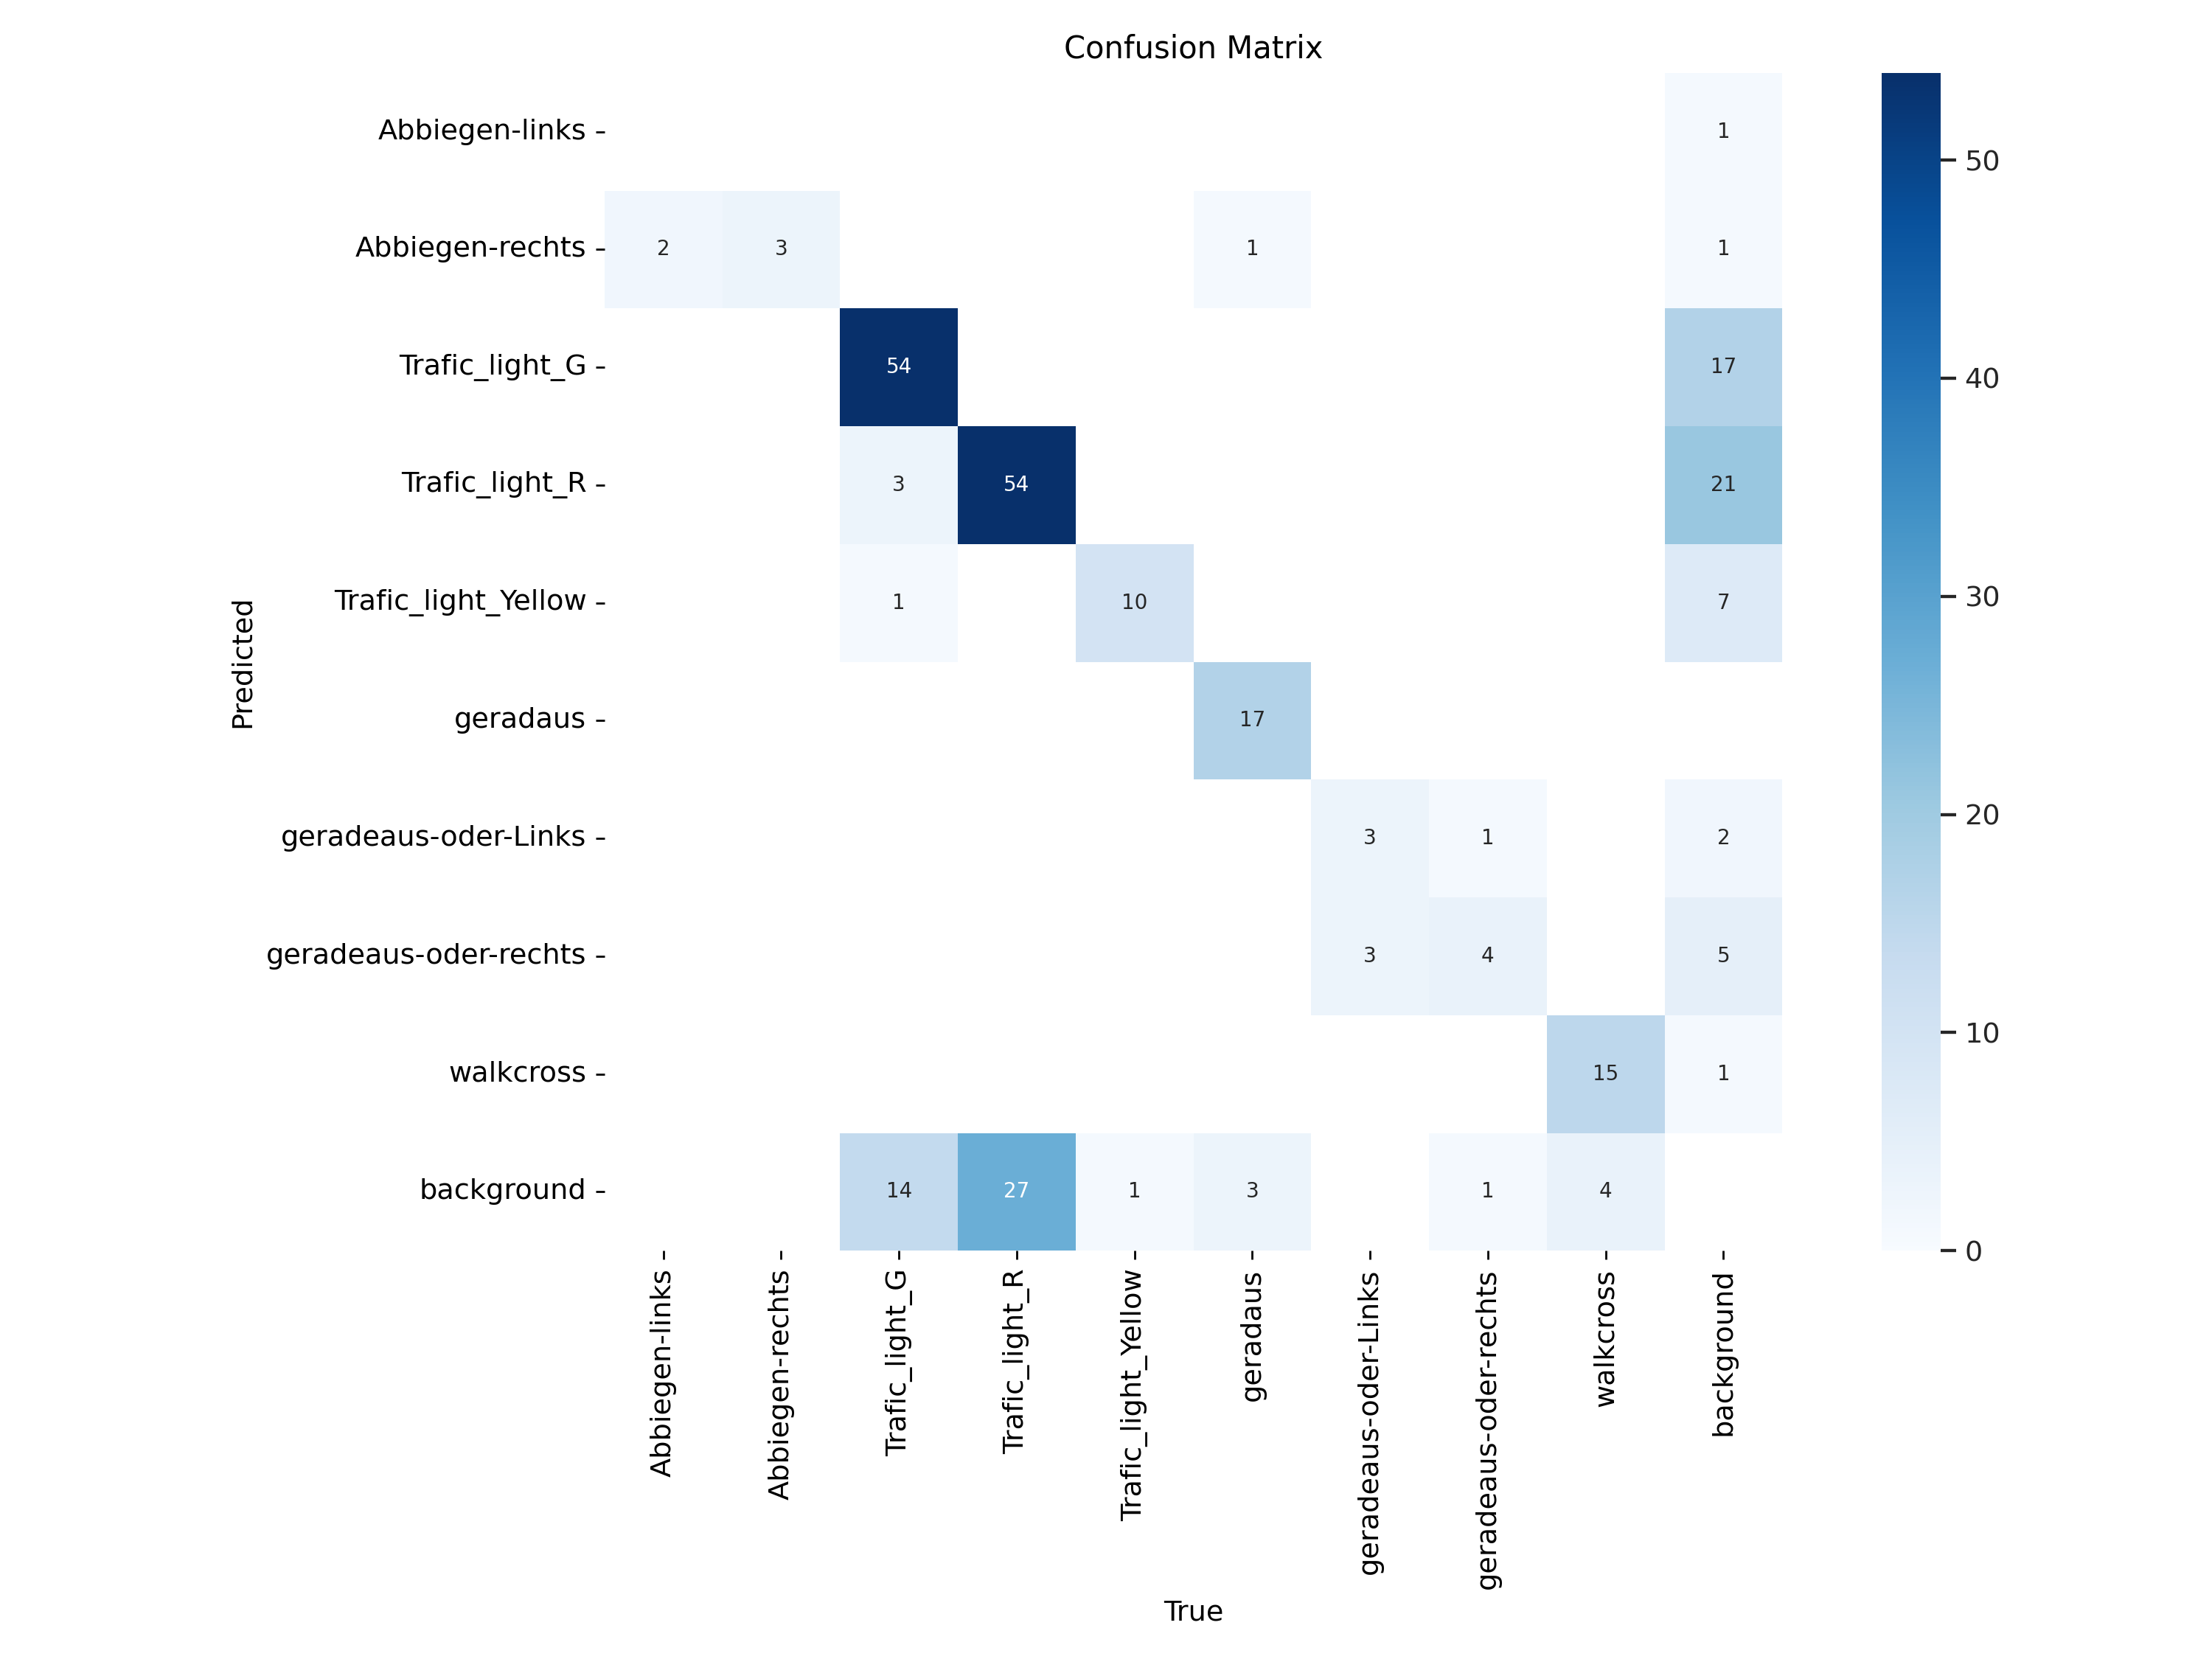 Confusion Matrix
Abbiegen-links
1
Abbiegen-rechts
2 3 1 1
Trafic_light_G
54 17
Trafic_light_R
3 54 21
Trafic_light_Yellow
1 10 7
geradaus
17
geradeaus-oder-Links
3 1 2
geradeaus-oder-rechts
3 4 5
walkcross
15 1
background
14 27 1 3 1 4
Predicted
Abbiegen-links
Abbiegen-rechts
Trafic_light_G
Trafic_light_R
Trafic_light_Yellow
geradaus
geradeaus-oder-Links
geradeaus-oder-rechts
walkcross
background
True
50
40
30
20
10
0